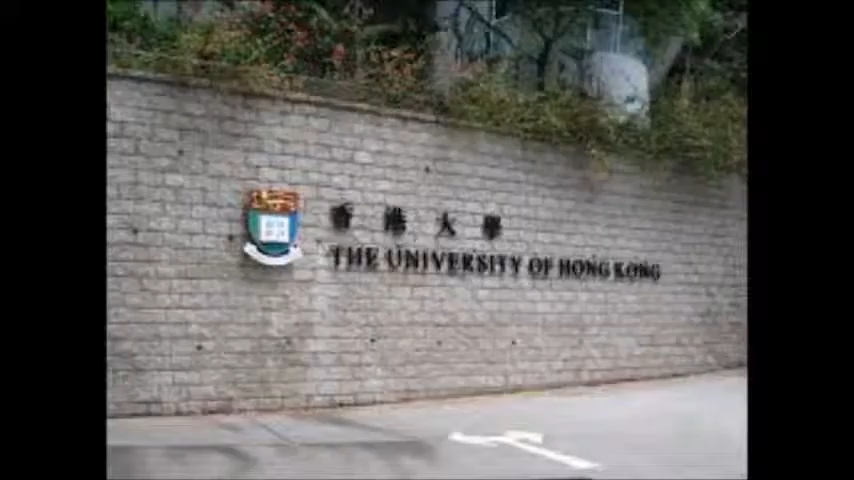 香港大學
THE UNIVERSITY OF HONG KONG